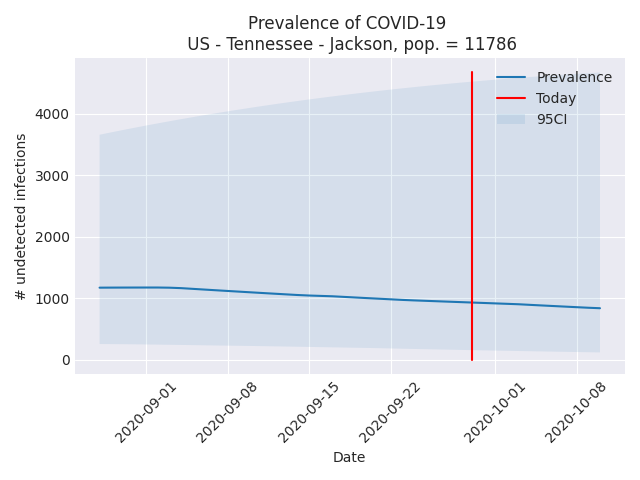 Prevalence of COVID-19
US - Tennessee - Jackson, pop. = 11786
Prevalence
Today
95CI
# undetected infections
4000
3000
2000
1000
0
2020-09-01
2020-09-08
2020-09-15
2020-09-22
2020-10-01
2020-10-08
Date